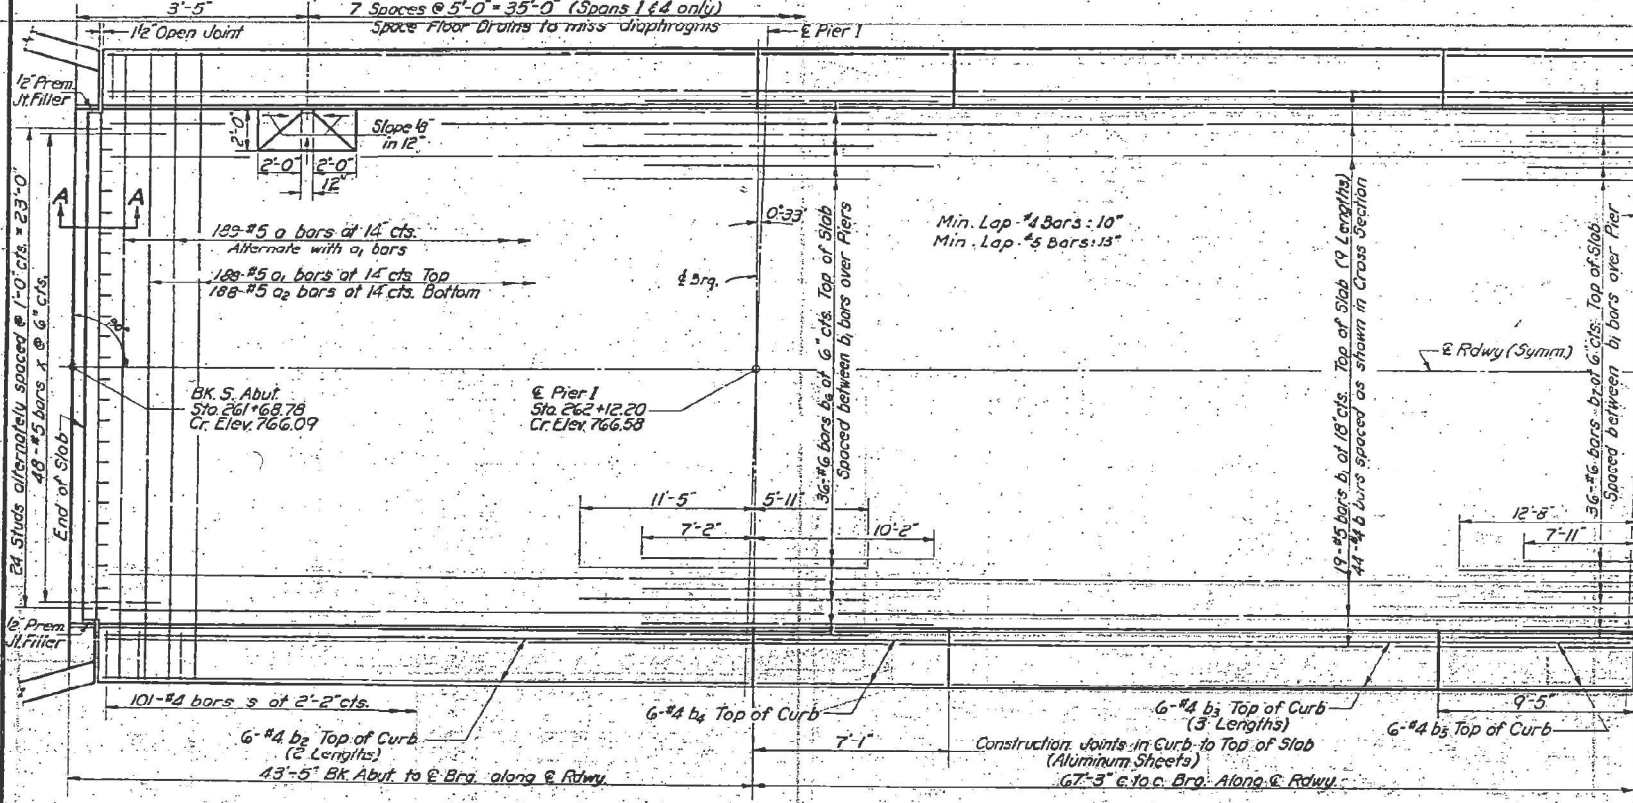 3'-5"
7 Spaces @ 5'-0" = 35'-0" (Spans 1 & 4 only)
Space Floor Drains to miss diaphragms
1½" Open Joint
℄ Pier 1
½" Prem.
Jt. Filler
2'-0"
Slope ⅛"
in 12"
2'-0"
2'-0"
12"
A
A
24 Studs alternately spaced @ 1'-0" cts. = 23'-0"
48-#5 bars x @ 6" cts.
End of Slab
189-#5 a bars at 14" cts.
Alternate with a₁ bars
188-#5 a₁ bars at 14" cts. Top
188-#5 a₂ bars at 14" cts. Bottom
0°-33'
℄ Brg.
Min. Lap-#4 Bars: 10"
Min. Lap-#5 Bars: 13"
36-#6 bars b₆ at 6" cts. Top of Slab
Spaced between b₁ bars over Piers
19-#5 bars b₁ at 18" cts. Top of Slab (9 Lengths)
44-#4 b bars spaced as shown in Cross Section
36-#6 bars b₇ at 6" cts. Top of Slab
Spaced between b₁ bars over Pier
90°
℄ Rdwy (Symm.)
BK. S. Abut.
Sta. 261+68.78
Cr. Elev. 766.09
℄ Pier 1
Sta. 262+12.20
Cr. Elev. 766.58
11'-5"
5'-11"
7'-2"
10'-2"
12'-8"
7'-11"
½" Prem.
Jt. Filler
101-#4 bars s at 2'-2" cts.
6-#4 b₂ Top of Curb
(2 Lengths)
6-#4 b₄ Top of Curb
6-#4 b₃ Top of Curb
(3 Lengths)
9'-5"
6-#4 b₅ Top of Curb
7'-1"
Construction Joints in Curb to Top of Slab
(Aluminum Sheets)
43'-5" BK. Abut. to ℄ Brg. along ℄ Rdwy.
67'-3" c. to c. Brg. Along ℄ Rdwy.